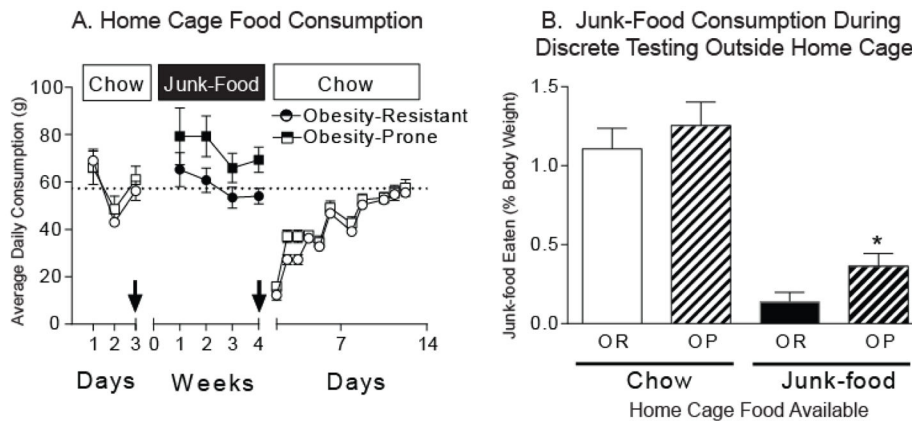 A. Home Cage Food Consumption
Chow
Junk-Food
Chow
Obesity-Resistant
Obesity-Prone
Average Daily Consumption (g)
100
80
60
40
20
0
1 2 3 0 1 2 3 4 7 14
Days Weeks Days
B. Junk-Food Consumption During
Discrete Testing Outside Home Cage
Junk-food Eaten (% Body Weight)
1.5
1.0
0.5
0.0
*
OR OP OR OP
Chow Junk-food
Home Cage Food Available